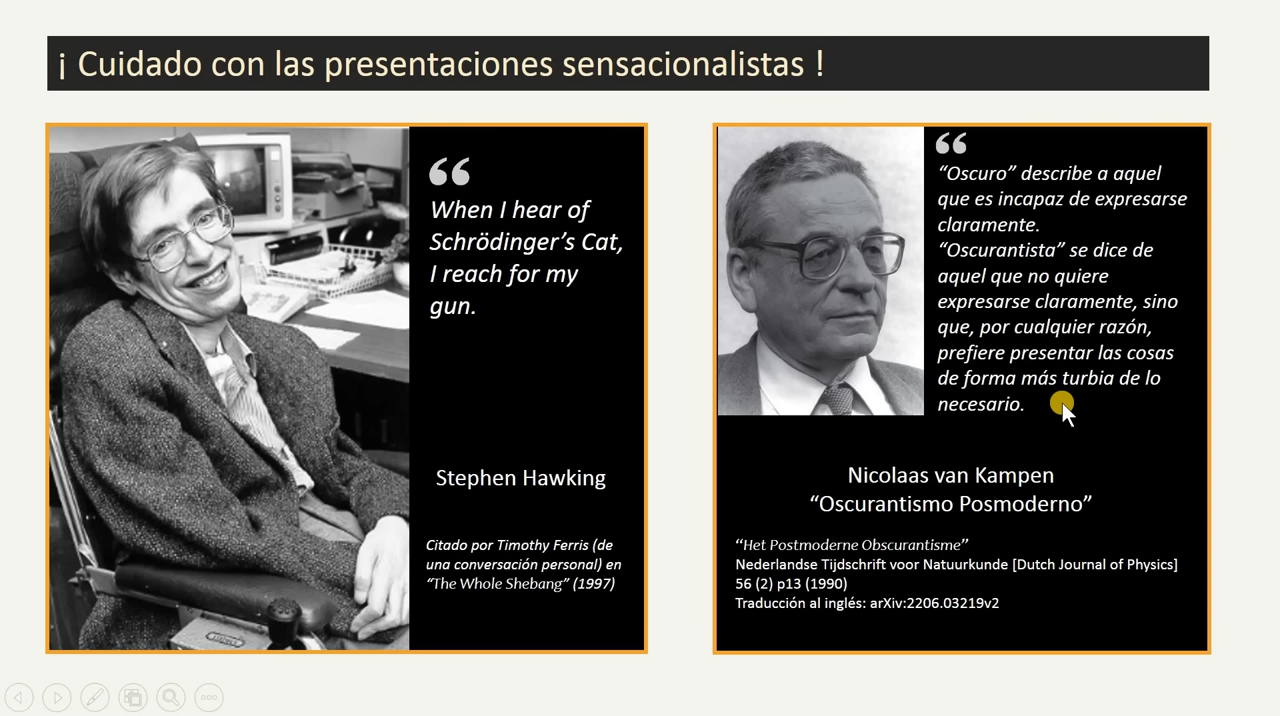 ¡ Cuidado con las presentaciones sensacionalistas !
“
When I hear of
Schrödinger’s Cat,
I reach for my
gun.
Stephen Hawking
Citado por Timothy Ferris (de
una conversación personal) en
“The Whole Shebang” (1997)
“
“Oscuro” describe a aquel
que es incapaz de expresarse
claramente.
“Oscurantista” se dice de
aquel que no quiere
expresarse claramente, sino
que, por cualquier razón,
prefiere presentar las cosas
de forma más turbia de lo
necesario.
Nicolaas van Kampen
“Oscurantismo Posmoderno”
“Het Postmoderne Obscurantisme”
Nederlandse Tijdschrift voor Natuurkunde [Dutch Journal of Physics]
56 (2) p13 (1990)
Traducción al inglés: arXiv:2206.03219v2